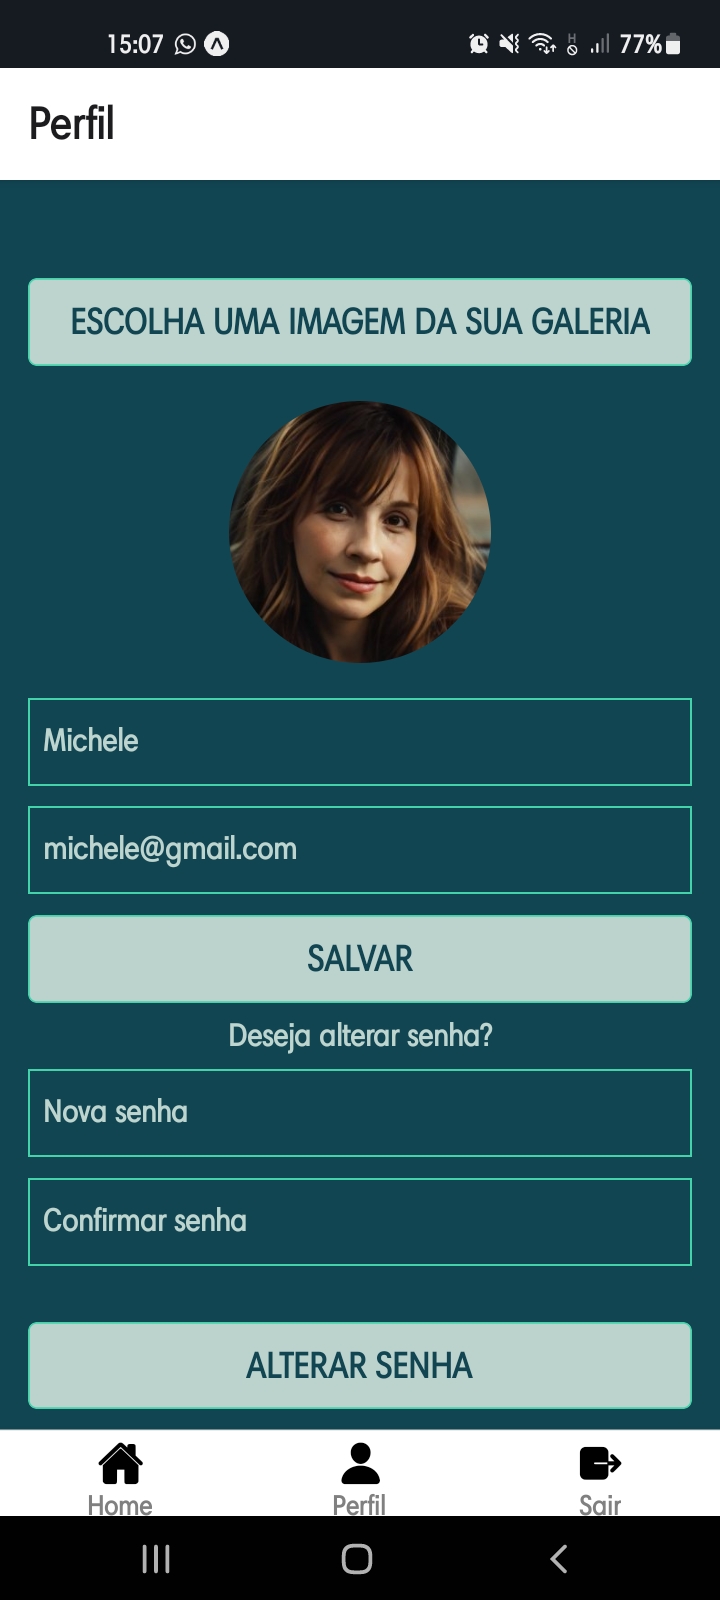 15:07 77%
Perfil
ESCOLHA UMA IMAGEM DA SUA GALERIA
Michele
michele@gmail.com
SALVAR
Deseja alterar senha?
Nova senha
Confirmar senha
ALTERAR SENHA
Home Perfil Sair